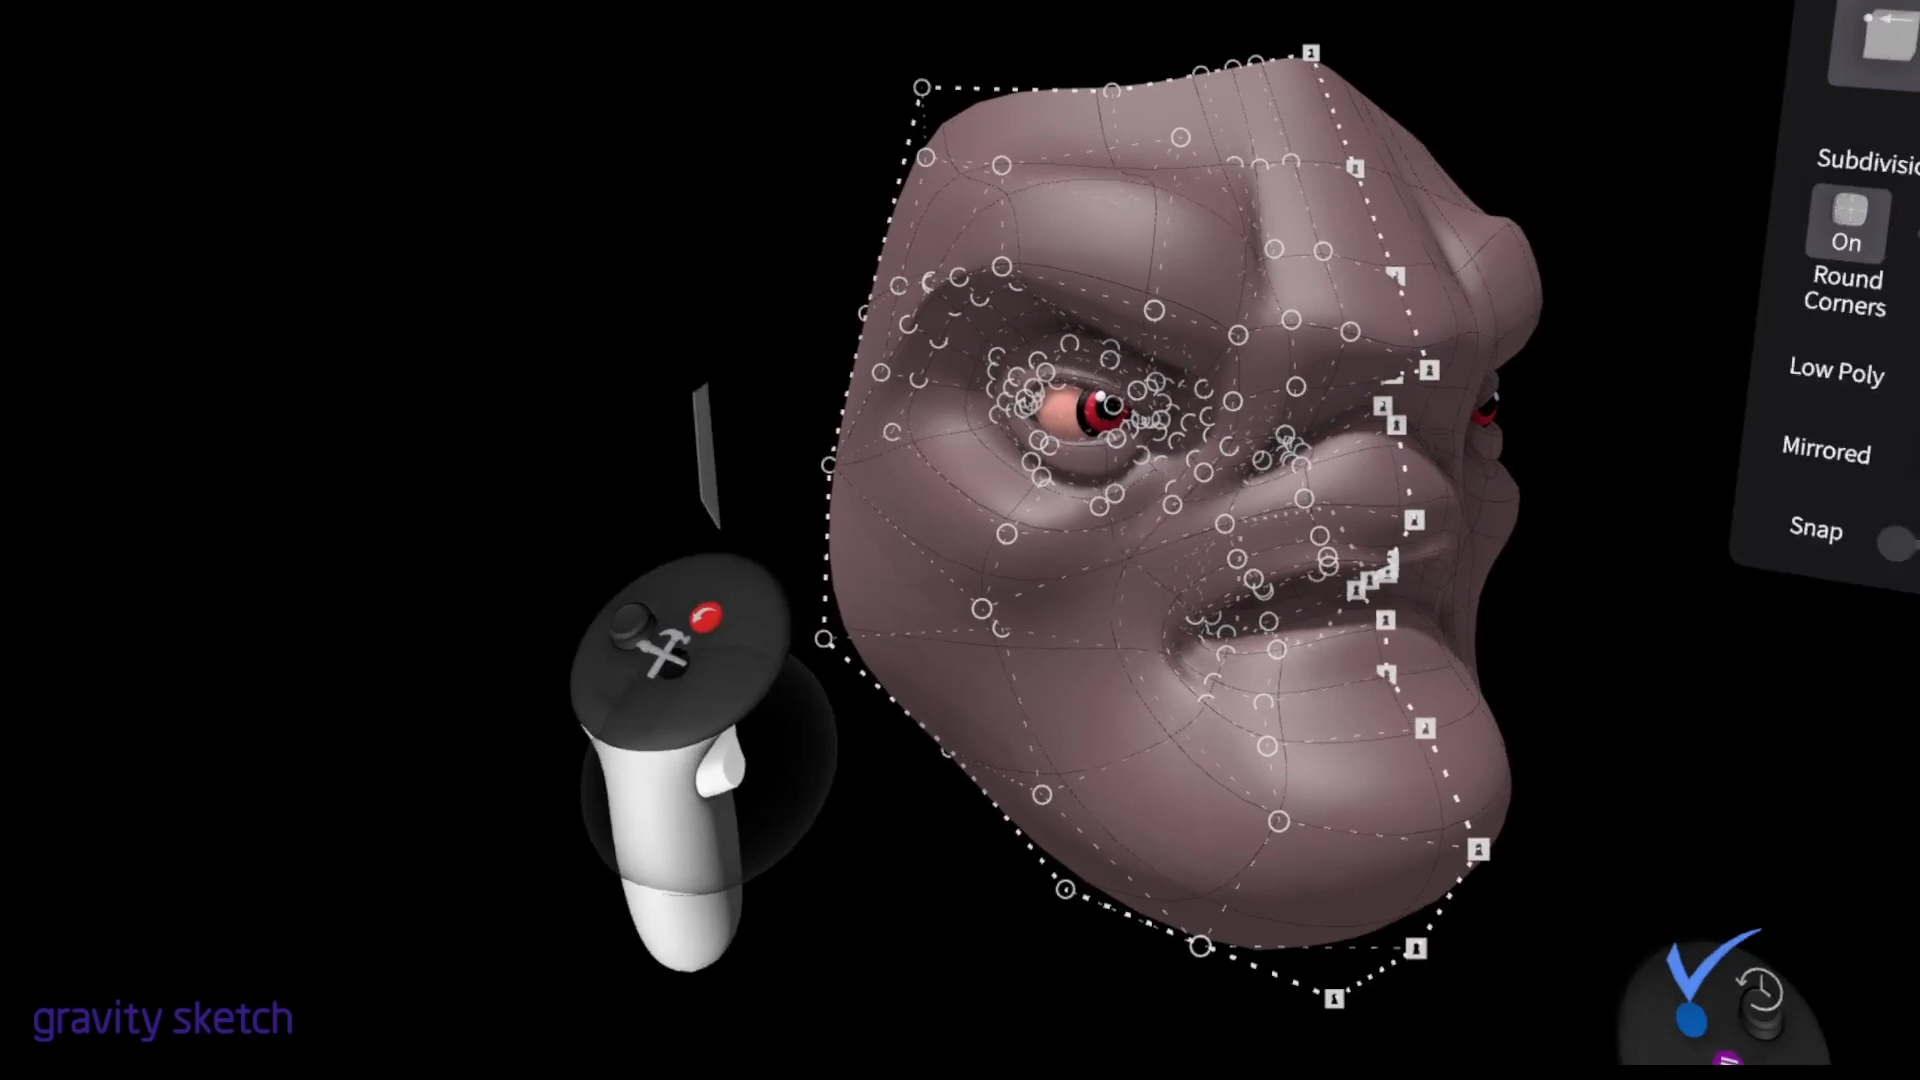 Subdivisio
On
Round
Corners
Low Poly
Mirrored
Snap
gravity sketch